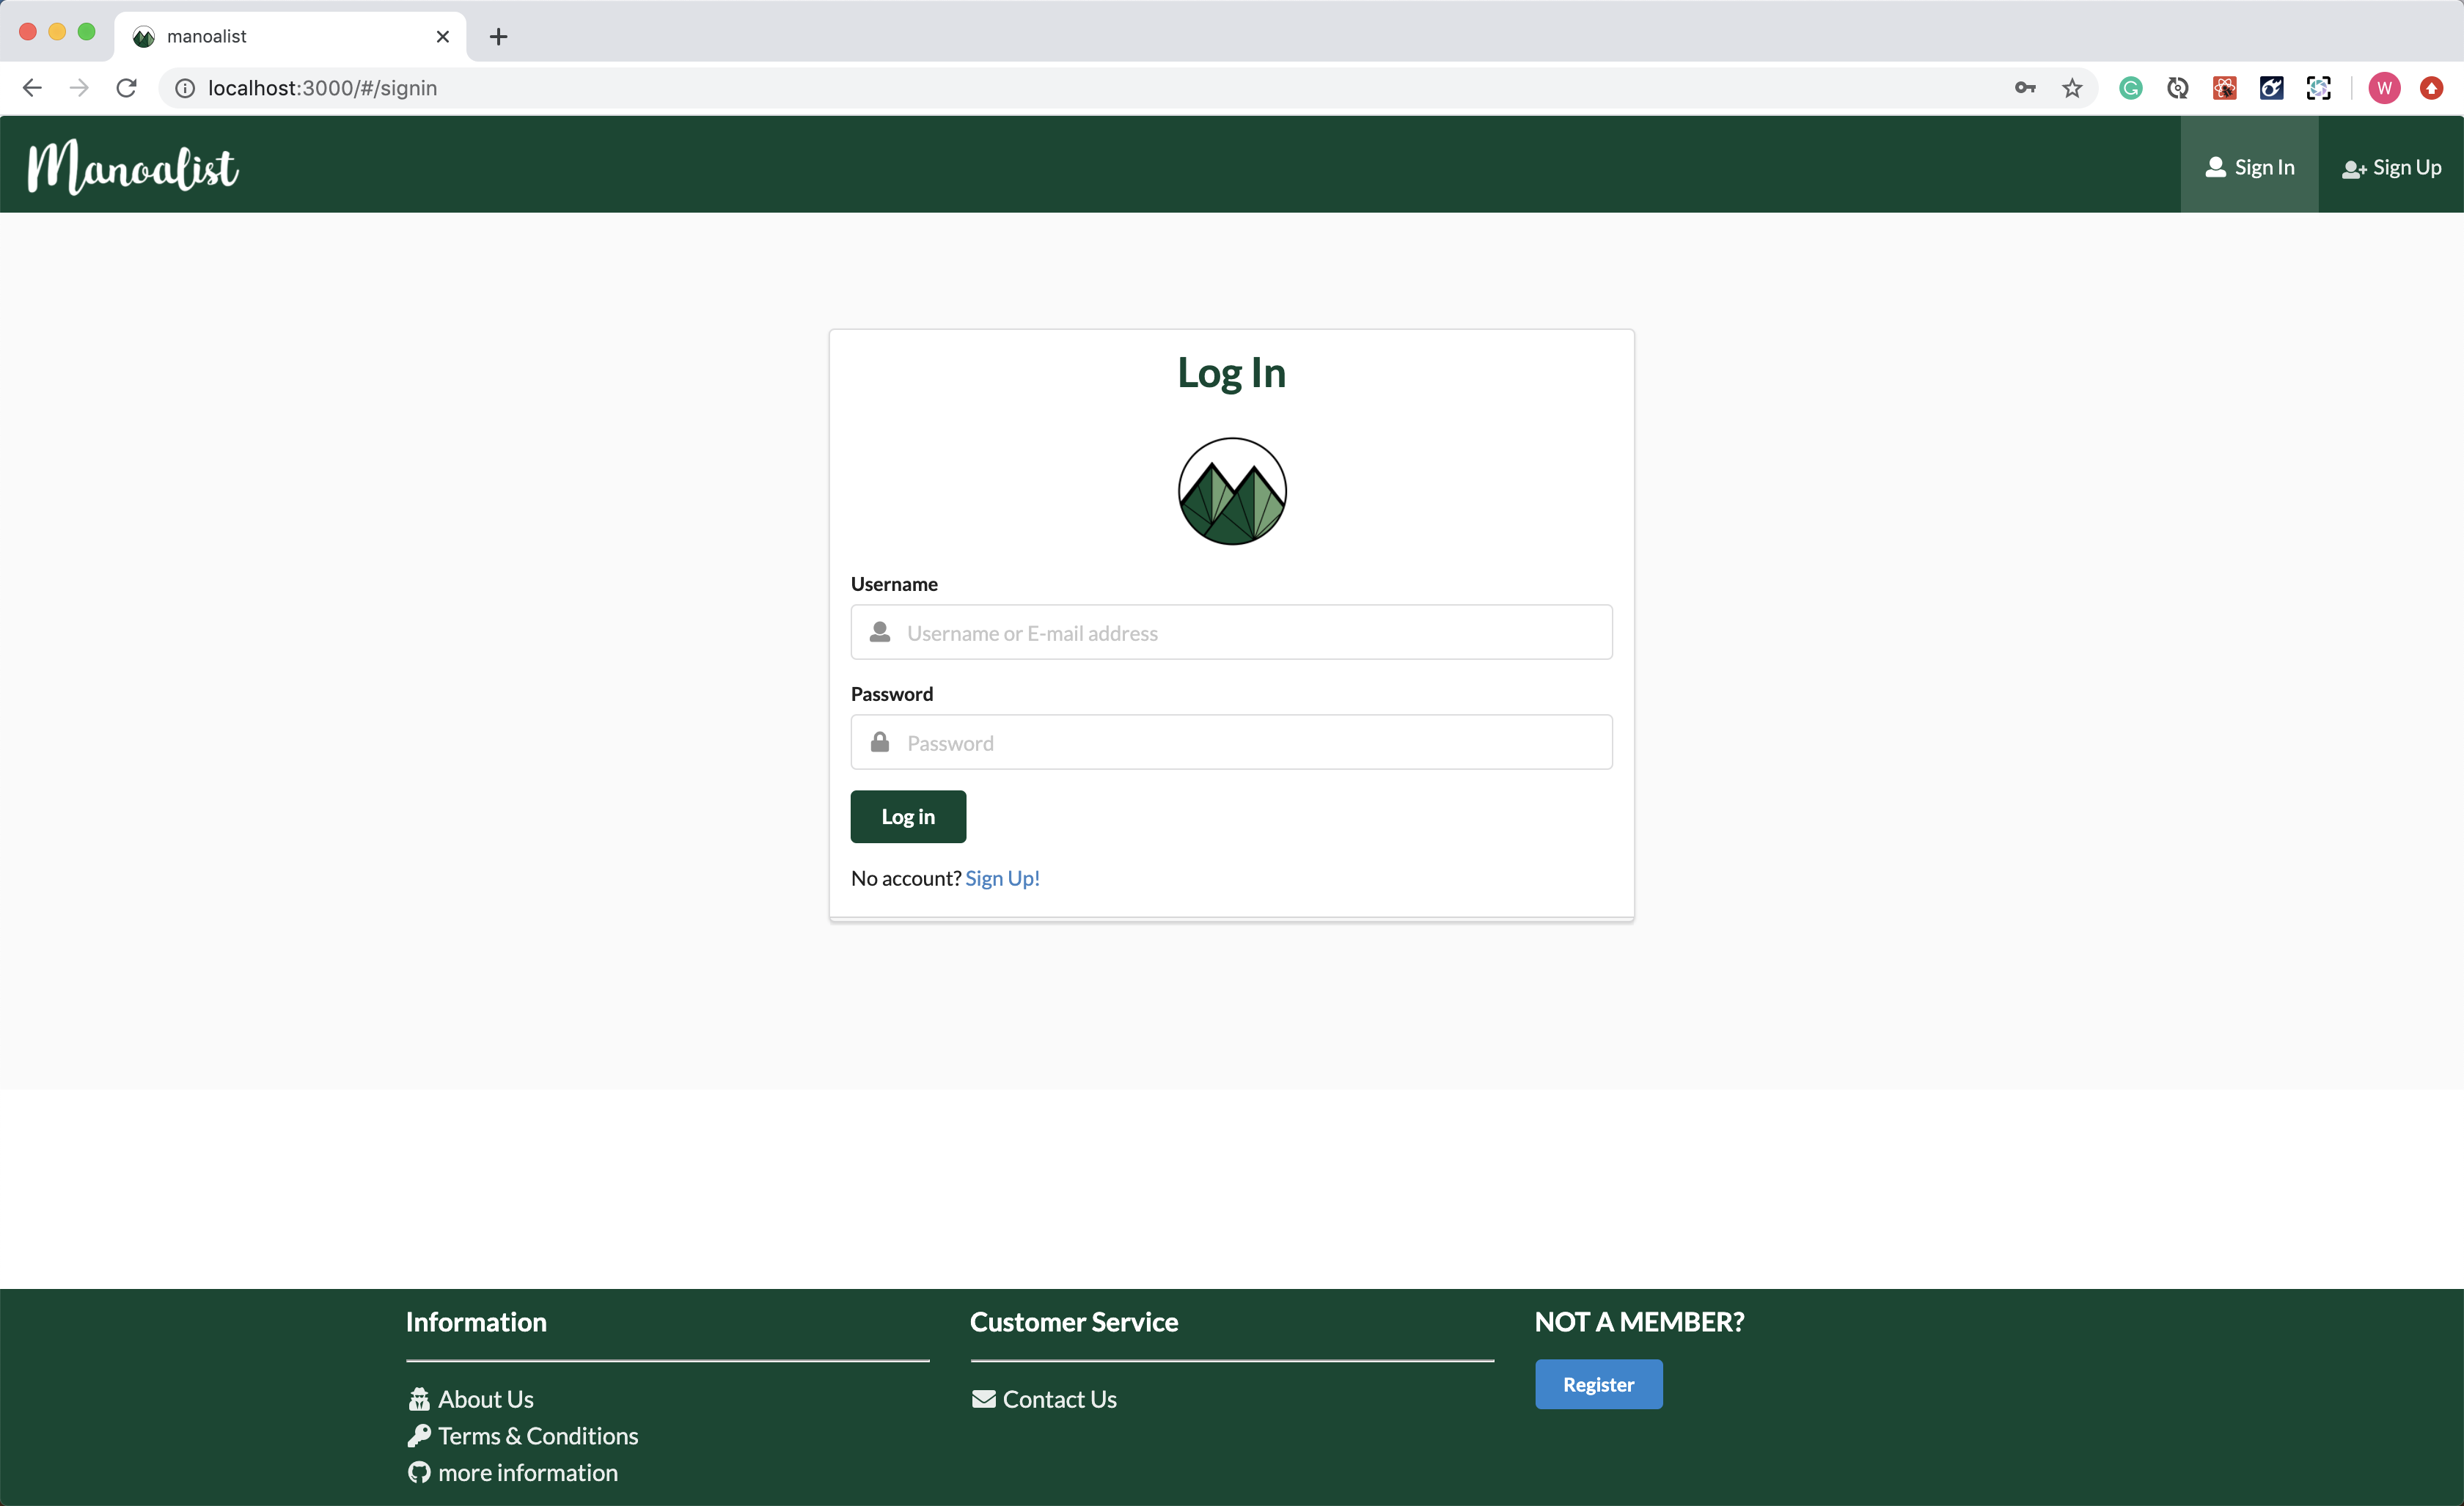 manoalist
localhost:3000/#/signin
W
Manoalist
Sign In
Sign Up
Log In
Username
Username or E-mail address
Password
Password
Log in
No account? Sign Up!
Information
About Us
Terms & Conditions
more information
Customer Service
Contact Us
NOT A MEMBER?
Register